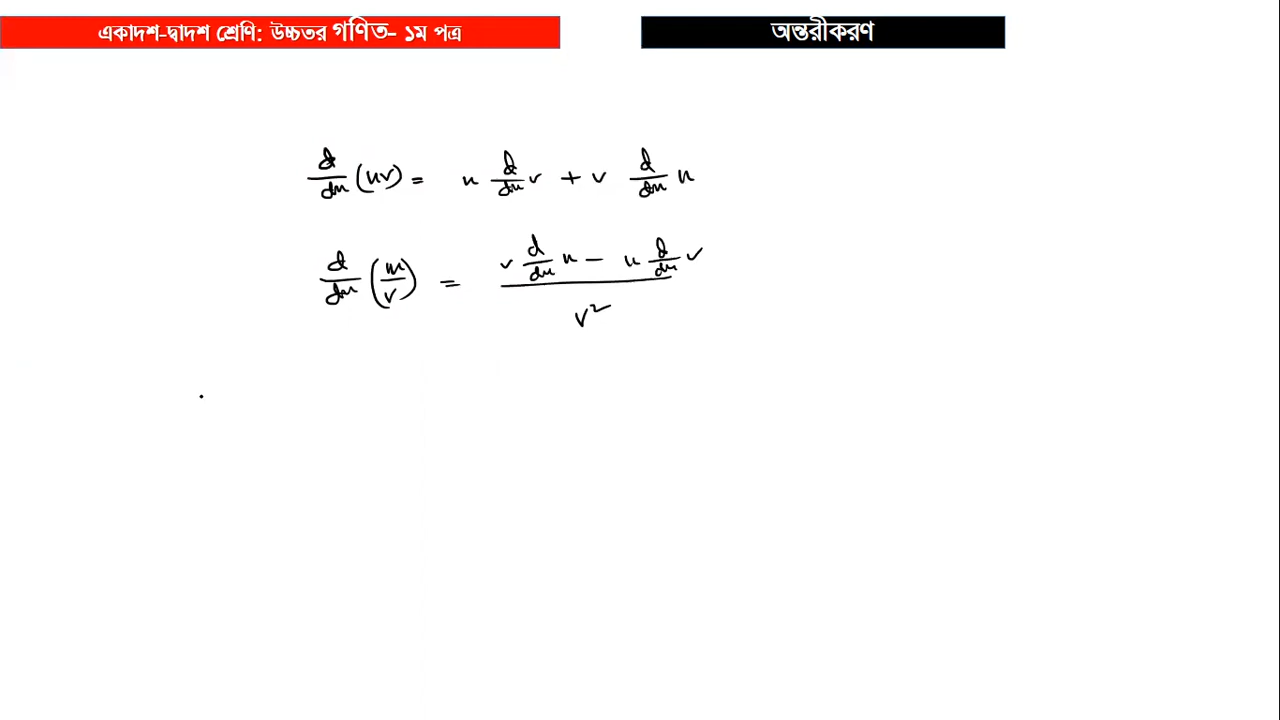 একাদশ-দ্বাদশ শ্রেণি: উচ্চতর গণিত- ১ম পত্র
অন্তরীকরণ
d/dx (uv) = u d/dx v + v d/dx u
d/dx (u/v) = (v d/dx u - u d/dx v) / v²